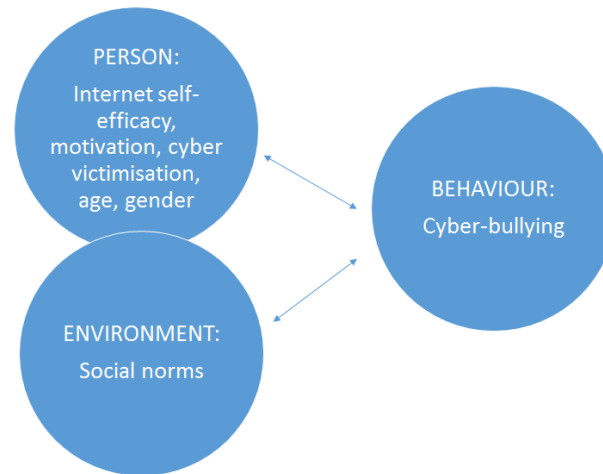 PERSON:
Internet self-
efficacy,
motivation, cyber
victimisation,
age, gender
BEHAVIOUR:
Cyber-bullying
ENVIRONMENT:
Social norms